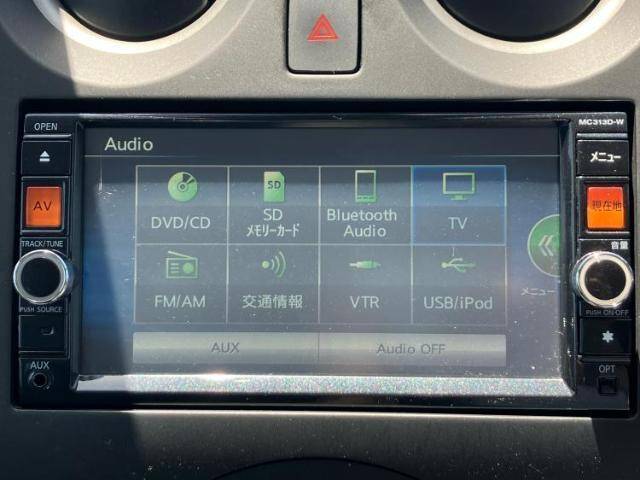 OPEN
MC313D-W
Audio
メニュー
AV
DVD/CD
SD
SD
メモリーカード
Bluetooth
Audio
TV
現在地
TRACK/TUNE
音量
FM/AM
交通情報
VTR
USB/iPod
メニュー
PUSH SOURCE
PUSH ON·OFF
AUX
Audio OFF
AUX
OPT